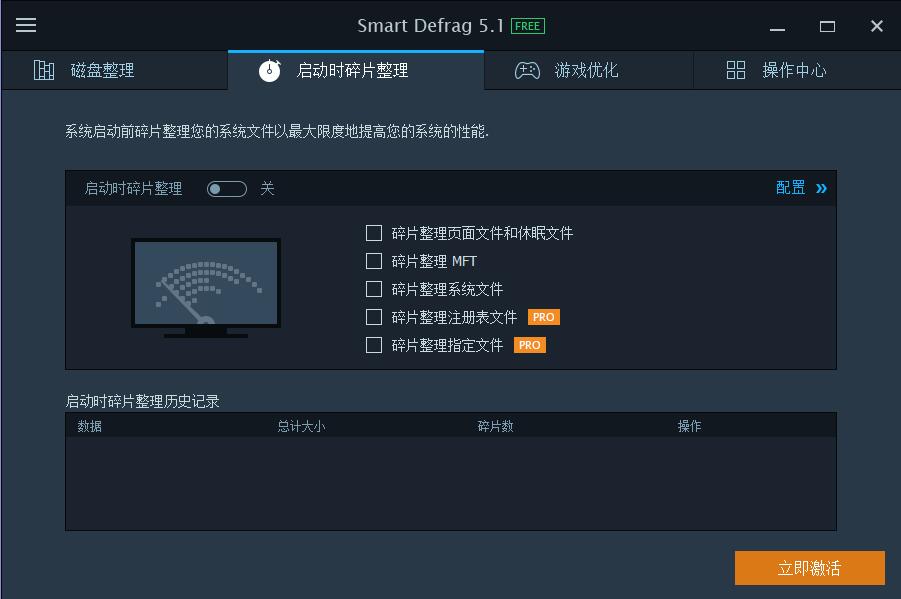 Smart Defrag 5.1 FREE
磁盘整理 启动时碎片整理 游戏优化 操作中心
系统启动前碎片整理您的系统文件以最大限度地提高您的系统的性能.
启动时碎片整理 关 配置 »
碎片整理页面文件和休眠文件
碎片整理 MFT
碎片整理系统文件
碎片整理注册表文件 PRO
碎片整理指定文件 PRO
启动时碎片整理历史记录
数据 总计大小 碎片数 操作
立即激活